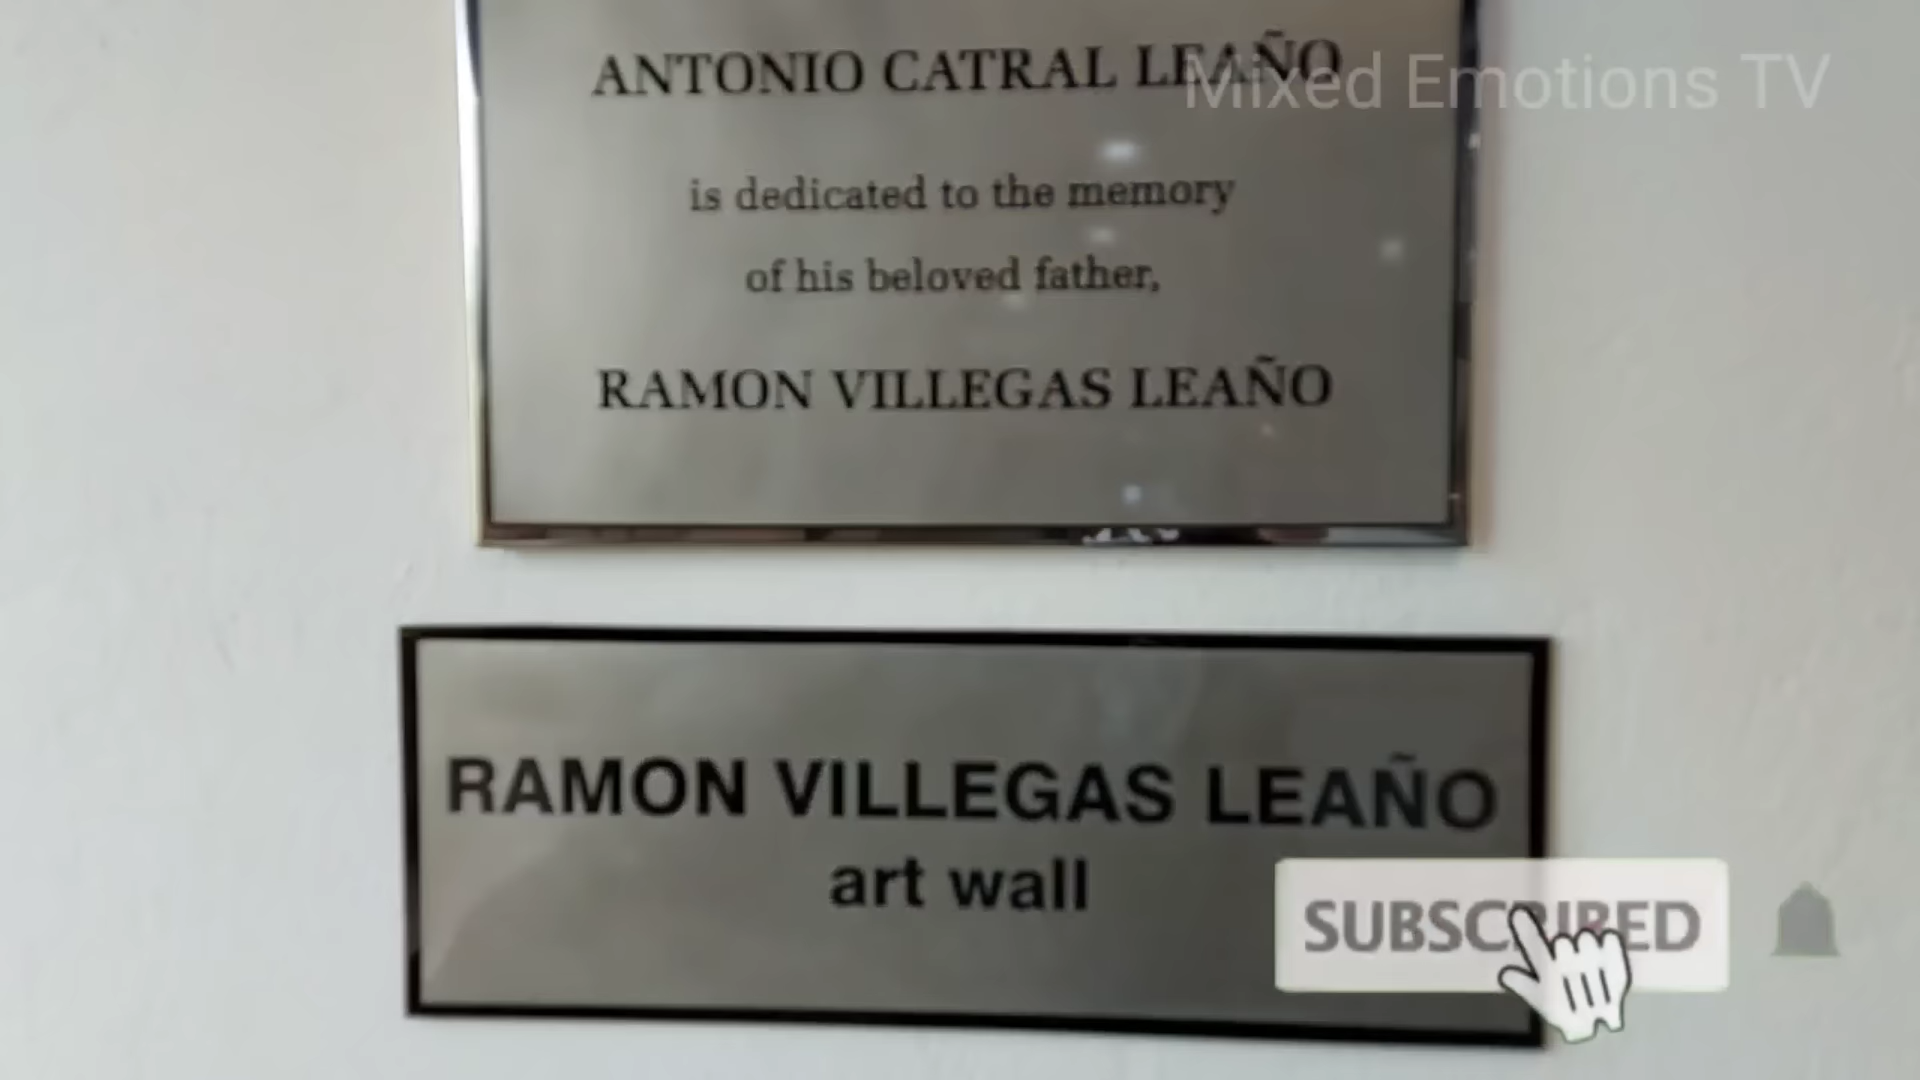 ANTONIO CATRAL LEAÑO
Mixed Emotions TV
is dedicated to the memory
of his beloved father,
RAMON VILLEGAS LEAÑO
RAMON VILLEGAS LEAÑO
art wall
SUBSCRIBED